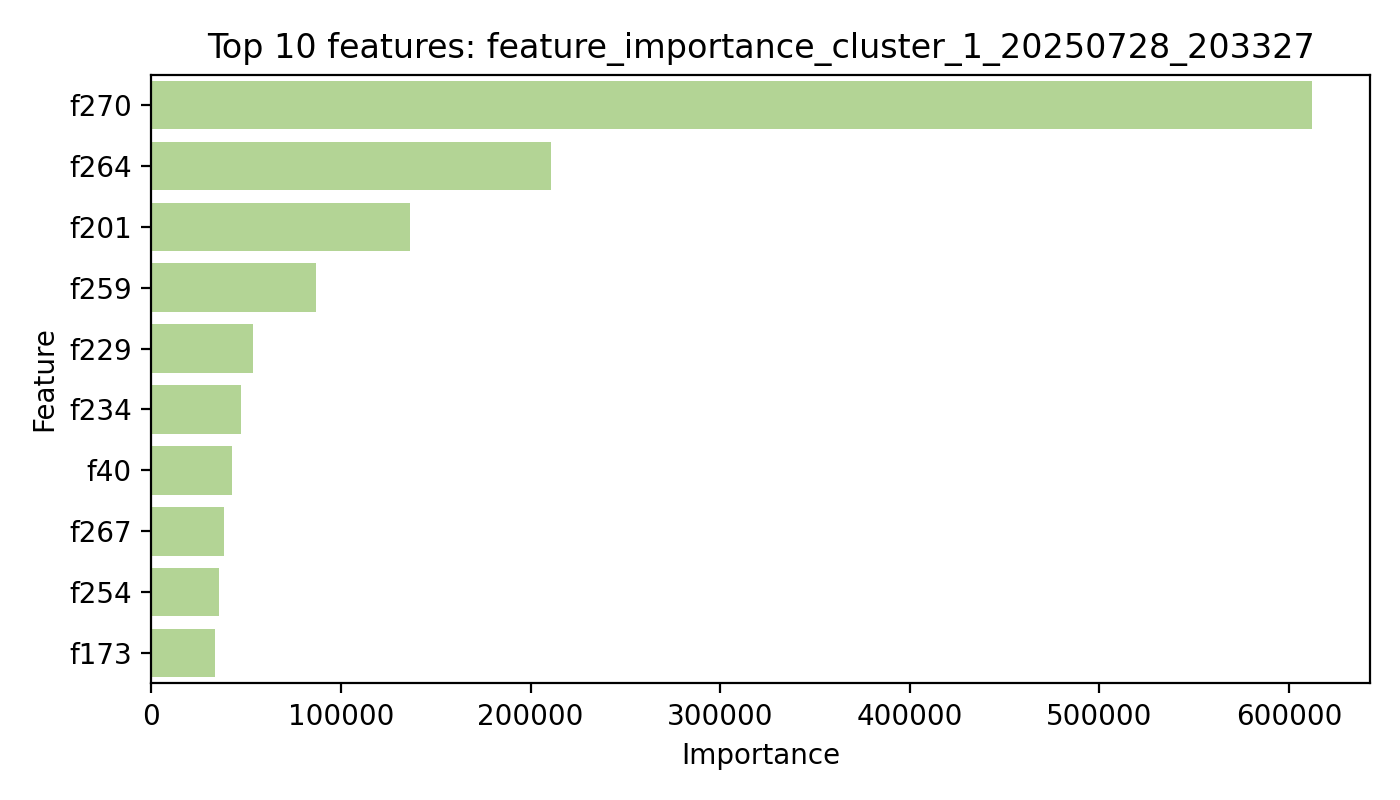 Top 10 features: feature_importance_cluster_1_20250728_203327
Feature
f270
f264
f201
f259
f229
f234
f40
f267
f254
f173
0 100000 200000 300000 400000 500000 600000
Importance